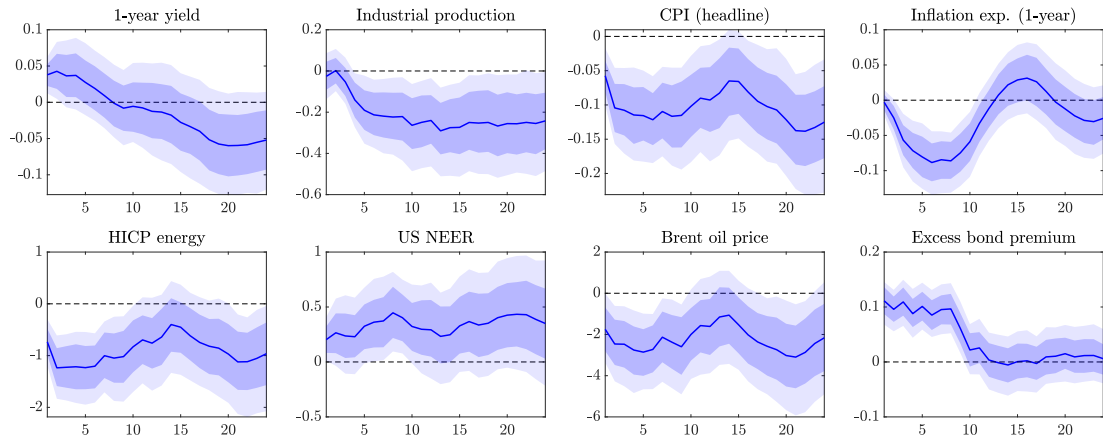 1-year yield
0.1
0.05
0
-0.05
-0.1
5 10 15 20
Industrial production
0.2
0
-0.2
-0.4
-0.6
5 10 15 20
CPI (headline)
0
-0.05
-0.1
-0.15
-0.2
5 10 15 20
Inflation exp. (1-year)
0.1
0.05
0
-0.05
-0.1
5 10 15 20
HICP energy
1
0
-1
-2
5 10 15 20
US NEER
1
0.5
0
-0.5
5 10 15 20
Brent oil price
2
0
-2
-4
-6
5 10 15 20
Excess bond premium
0.2
0.1
0
-0.1
5 10 15 20